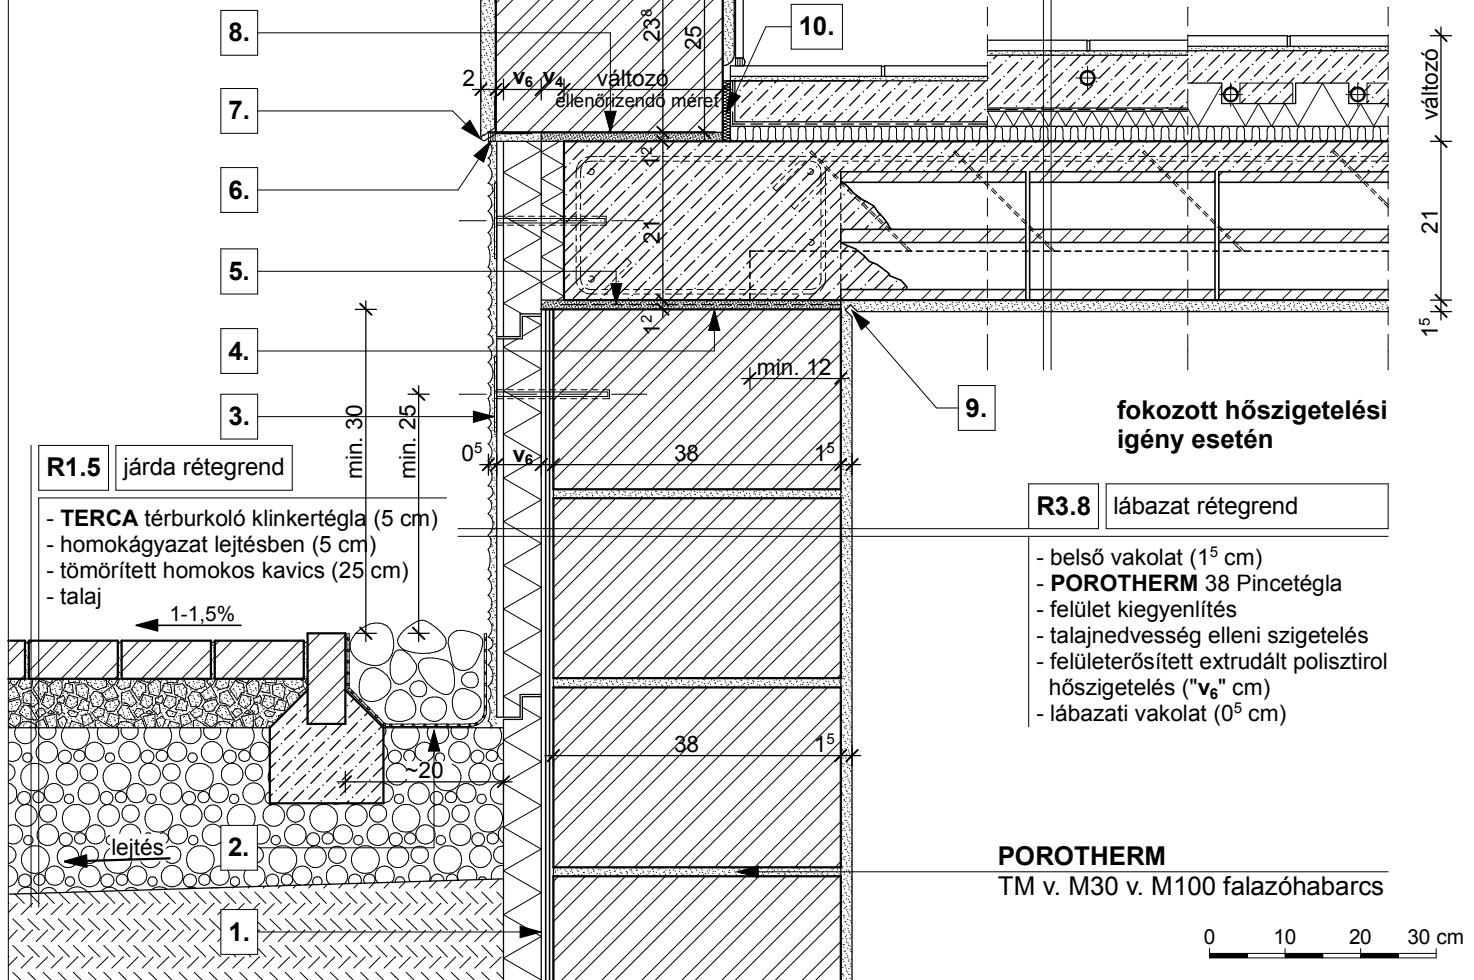 8.
23⁸
25
10.
változó
2
v₆
v₄
változó
ellenőrizendő méret
7.
6.
1²
21
21
5.
1²
1⁵
4.
min. 12
3.
min. 30
min. 25
9.
fokozott hőszigetelési
igény esetén
0⁵
v₆
38
1⁵
R1.5
járda rétegrend
- TERCA térburkoló klinkertégla (5 cm)
- homokágyazat lejtésben (5 cm)
- tömörített homokos kavics (25 cm)
- talaj
1-1,5%
R3.8
lábazat rétegrend
- belső vakolat (1⁵ cm)
- POROTHERM 38 Pincetégla
- felület kiegyenlítés
- talajnedvesség elleni szigetelés
- felületerősített extrudált polisztirol
hőszigetelés ("v₆" cm)
- lábazati vakolat (0⁵ cm)
38
1⁵
~20
lejtés
2.
POROTHERM
TM v. M30 v. M100 falazóhabarcs
1.
0 10 20 30 cm